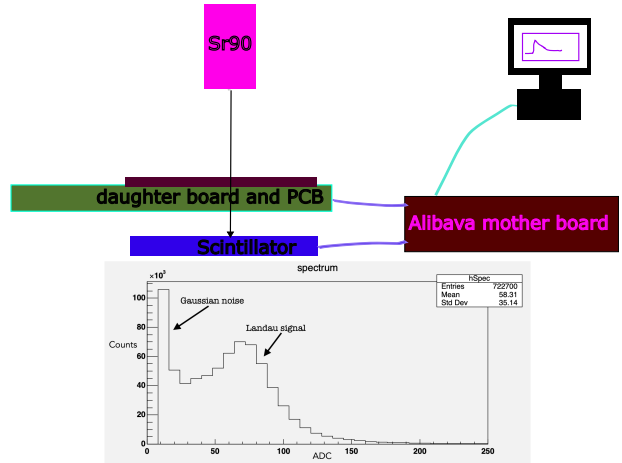 Sr90
daughter board and PCB
Alibava mother board
Scintillator
spectrum
×10³
hSpec
Entries 722700
Mean 58.31
Std Dev 35.14
Gaussian noise
Landau signal
Counts
100
80
60
40
20
0
0 50 100 150 200 250
ADC